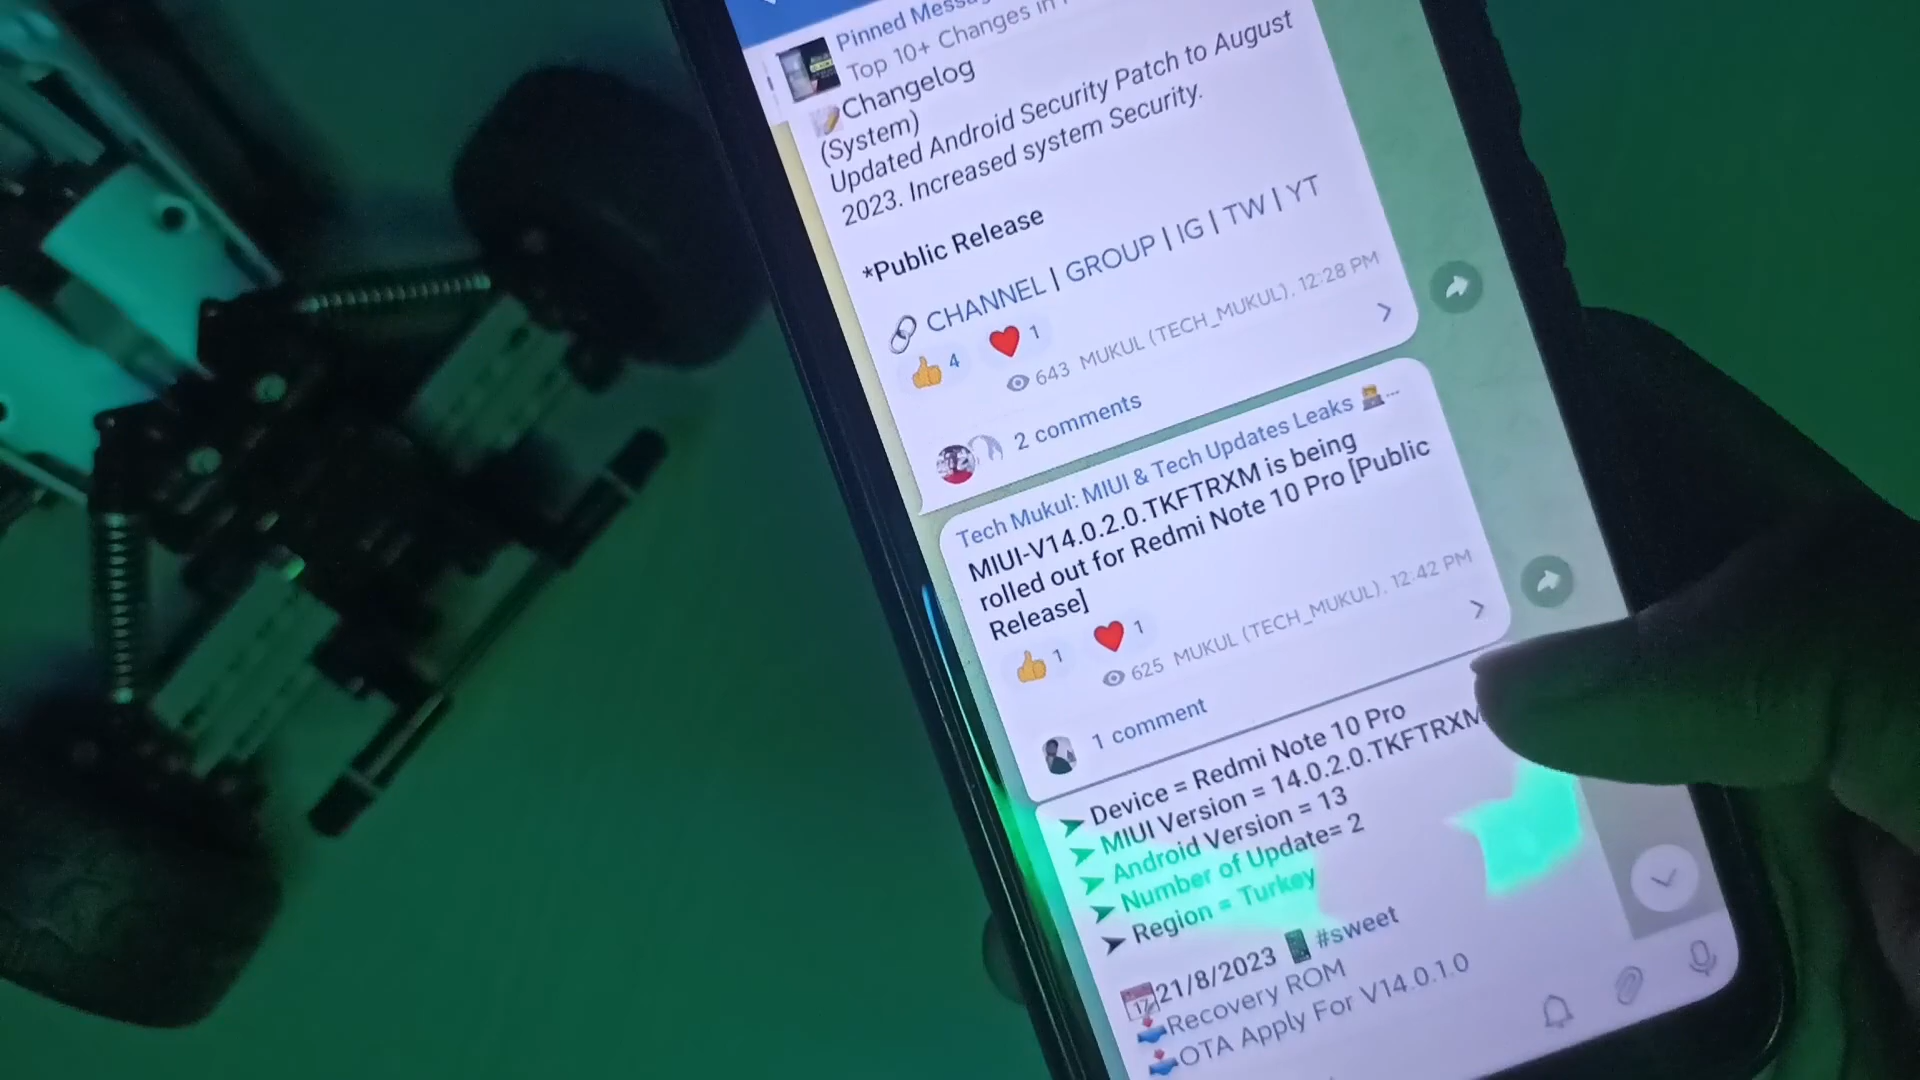 Pinned Messa
Top 10+ Changes in
Changelog
(System)
Updated Android Security Patch to August
2023. Increased system Security.
*Public Release
CHANNEL | GROUP | IG | TW | YT
4 1
643 MUKUL (TECH_MUKUL), 12:28 PM
2 comments
Tech Mukul: MIUI & Tech Updates Leaks ...
MIUI-V14.0.2.0.TKFTRXM is being
rolled out for Redmi Note 10 Pro [Public
Release]
1 1
625 MUKUL (TECH_MUKUL), 12:42 PM
1 comment
➤ Device = Redmi Note 10 Pro
➤ MIUI Version = 14.0.2.0.TKFTRXM
➤ Android Version = 13
➤ Number of Update= 2
➤ Region = Turkey
17 21/8/2023 #sweet
Recovery ROM
OTA Apply For V14.0.1.0